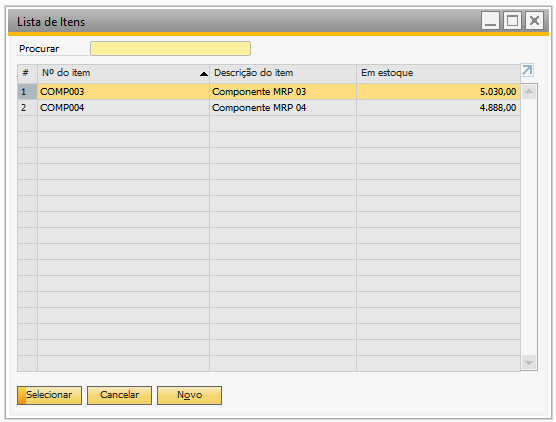 Lista de Itens
Procurar
# Nº do item Descrição do item Em estoque
1 COMP003 Componente MRP 03 5.030,00
2 COMP004 Componente MRP 04 4.888,00
Selecionar Cancelar Novo